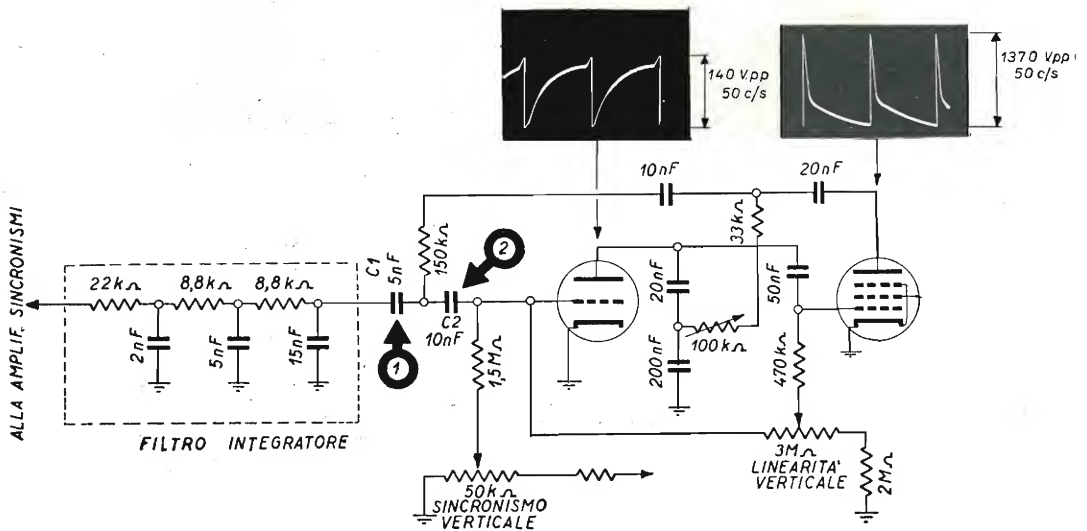 140 Vpp
50 c/s
1370 Vpp
50 c/s
10nF
20nF
ALLA AMPLIF. SINCRONISMI
22kΩ
8,8kΩ
8,8kΩ
2nF
5nF
15nF
FILTRO INTEGRATORE
C1
5nF
1
150kΩ
2
C2
10nF
1,5MΩ
50kΩ
SINCRONISMO
VERTICALE
20nF
200nF
33kΩ
100kΩ
50nF
470kΩ
3MΩ
LINEARITA'
VERTICALE
2MΩ